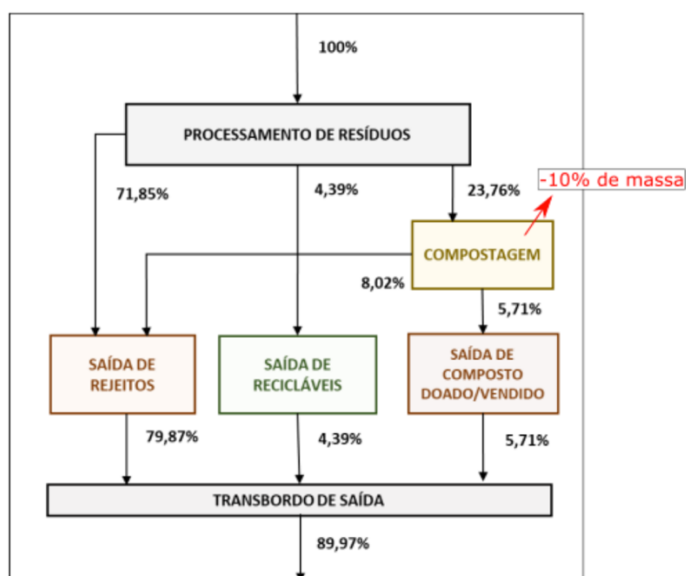 100%
PROCESSAMENTO DE RESÍDUOS
71,85%
4,39%
23,76%
-10% de massa
COMPOSTAGEM
8,02%
5,71%
SAÍDA DE
REJEITOS
SAÍDA DE
RECICLÁVEIS
SAÍDA DE
COMPOSTO
DOADO/VENDIDO
79,87%
4,39%
5,71%
TRANSBORDO DE SAÍDA
89,97%